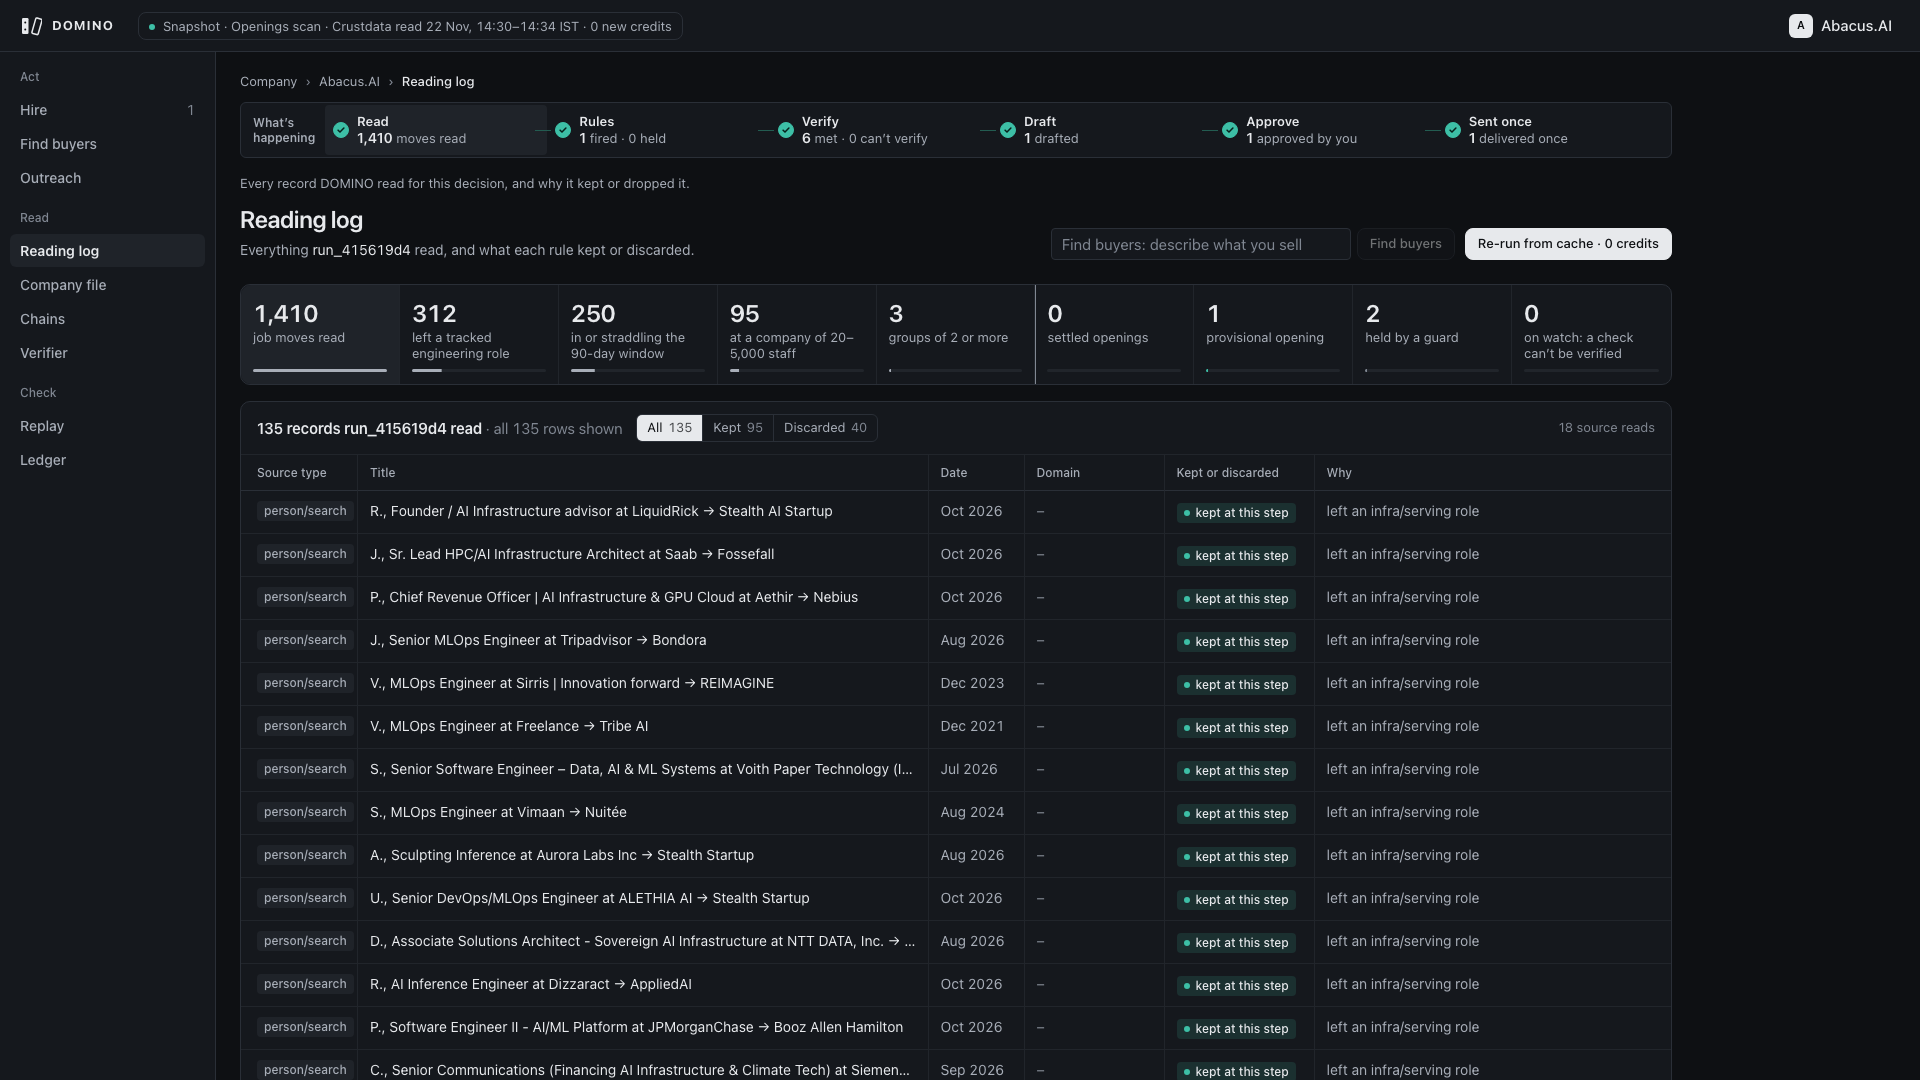 DOMINO
Snapshot · Openings scan · Crustdata read 22 Nov, 14:30–14:34 IST · 0 new credits
A
Abacus.AI
Act
Hire 1
Find buyers
Outreach
Read
Reading log
Company file
Chains
Verifier
Check
Replay
Ledger
Company › Abacus.AI › Reading log
What's happening
Read
1,410 moves read
Rules
1 fired · 0 held
Verify
6 met · 0 can't verify
Draft
1 drafted
Approve
1 approved by you
Sent once
1 delivered once
Every record DOMINO read for this decision, and why it kept or dropped it.
Reading log
Everything run_415619d4 read, and what each rule kept or discarded.
Find buyers: describe what you sell
Find buyers
Re-run from cache · 0 credits
1,410
job moves read
312
left a tracked
engineering role
250
in or straddling the
90-day window
95
at a company of 20–
5,000 staff
3
groups of 2 or more
0
settled openings
1
provisional opening
2
held by a guard
0
on watch: a check
can't be verified
135 records run_415619d4 read · all 135 rows shown
All 135
Kept 95
Discarded 40
18 source reads
Source type Title Date Domain Kept or discarded Why
person/search R., Founder / AI Infrastructure advisor at LiquidRick → Stealth AI Startup Oct 2026 – kept at this step left an infra/serving role
person/search J., Sr. Lead HPC/AI Infrastructure Architect at Saab → Fossefall Oct 2026 – kept at this step left an infra/serving role
person/search P., Chief Revenue Officer | AI Infrastructure & GPU Cloud at Aethir → Nebius Oct 2026 – kept at this step left an infra/serving role
person/search J., Senior MLOps Engineer at Tripadvisor → Bondora Aug 2026 – kept at this step left an infra/serving role
person/search V., MLOps Engineer at Sirris | Innovation forward → REIMAGINE Dec 2023 – kept at this step left an infra/serving role
person/search V., MLOps Engineer at Freelance → Tribe AI Dec 2021 – kept at this step left an infra/serving role
person/search S., Senior Software Engineer – Data, AI & ML Systems at Voith Paper Technology (I... Jul 2026 – kept at this step left an infra/serving role
person/search S., MLOps Engineer at Vimaan → Nuitée Aug 2024 – kept at this step left an infra/serving role
person/search A., Sculpting Inference at Aurora Labs Inc → Stealth Startup Aug 2026 – kept at this step left an infra/serving role
person/search U., Senior DevOps/MLOps Engineer at ALETHIA AI → Stealth Startup Oct 2026 – kept at this step left an infra/serving role
person/search D., Associate Solutions Architect - Sovereign AI Infrastructure at NTT DATA, Inc. → ... Aug 2026 – kept at this step left an infra/serving role
person/search R., AI Inference Engineer at Dizzaract → AppliedAI Oct 2026 – kept at this step left an infra/serving role
person/search P., Software Engineer II - AI/ML Platform at JPMorganChase → Booz Allen Hamilton Oct 2026 – kept at this step left an infra/serving role
person/search C., Senior Communications (Financing AI Infrastructure & Climate Tech) at Siemen... Sep 2026 – kept at this step left an infra/serving role